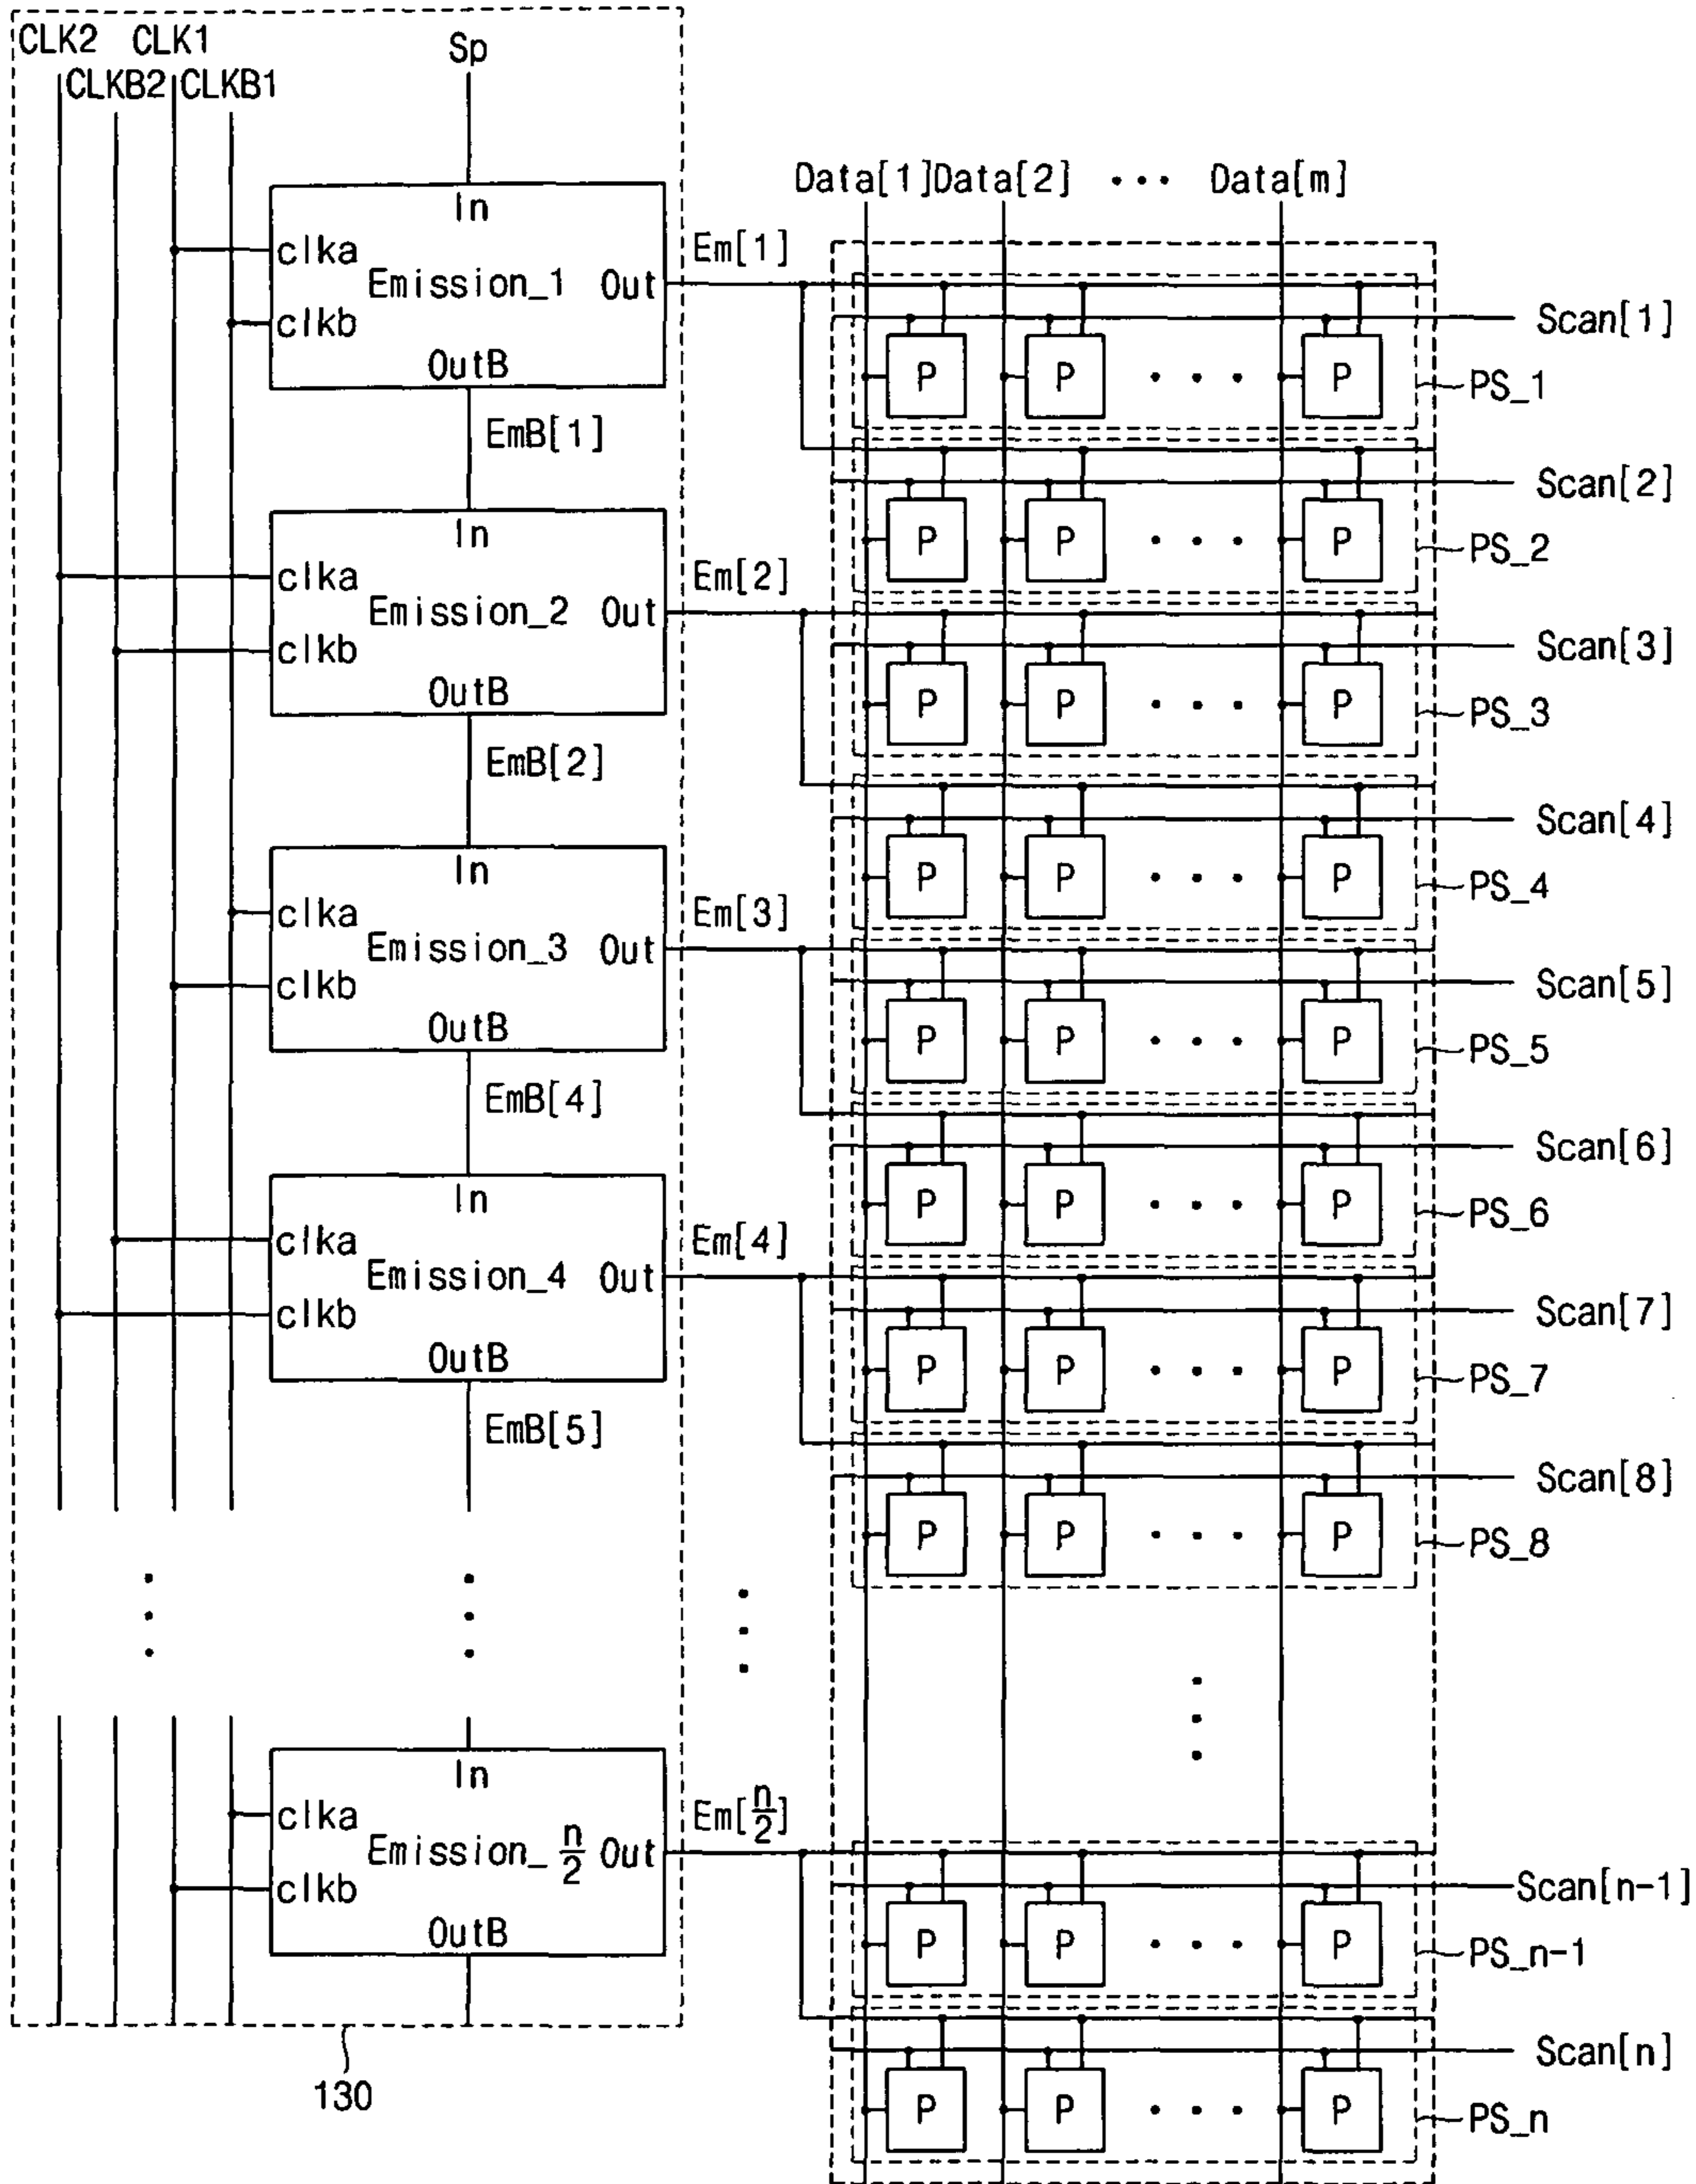 CLK2 CLK1 Sp
CLKB2 CLKB1
Data[1] Data[2] ··· Data[m]
In
clka
Emission_1 Out
clkb
OutB
Em[1]
EmB[1]
Scan[1]
P P ··· P
PS_1
Scan[2]
P P ··· P
PS_2
In
clka
Emission_2 Out
clkb
OutB
Em[2]
EmB[2]
Scan[3]
P P ··· P
PS_3
Scan[4]
P P ··· P
PS_4
In
clka
Emission_3 Out
clkb
OutB
Em[3]
EmB[4]
Scan[5]
P P ··· P
PS_5
Scan[6]
P P ··· P
PS_6
In
clka
Emission_4 Out
clkb
OutB
Em[4]
EmB[5]
Scan[7]
P P ··· P
PS_7
Scan[8]
P P ··· P
PS_8
In
clka
Emission_n/2 Out
clkb
OutB
Em[n/2]
Scan[n-1]
P P ··· P
PS_n-1
Scan[n]
P P ··· P
PS_n
130